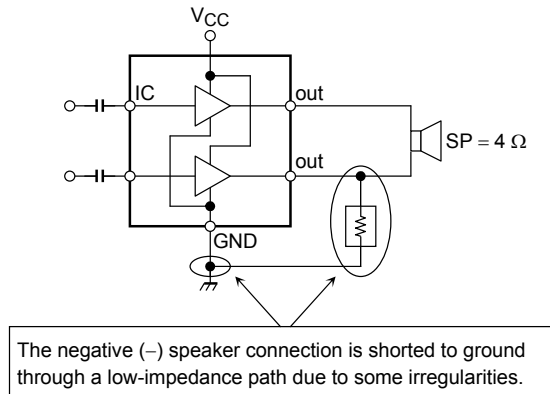 VCC
IC
out
out
SP = 4 Ω
GND
The negative (−) speaker connection is shorted to ground
through a low-impedance path due to some irregularities.